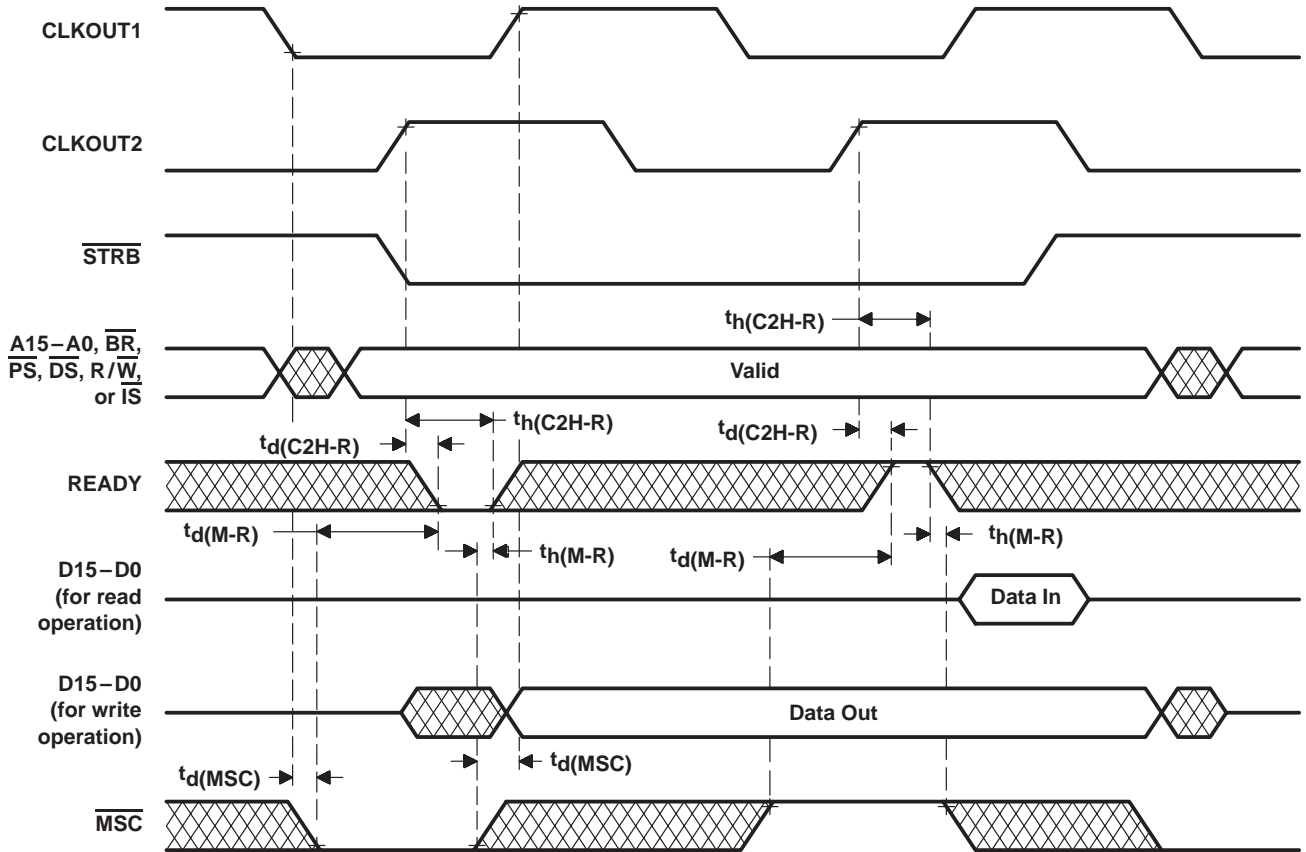 CLKOUT1
CLKOUT2
STRB
th(C2H-R)
A15–A0, BR,
PS, DS, R/W,
or IS
Valid
th(C2H-R)
td(C2H-R)
td(C2H-R)
READY
td(M-R)
th(M-R)
td(M-R)
th(M-R)
D15–D0
(for read
operation)
Data In
D15–D0
(for write
operation)
Data Out
td(MSC)
td(MSC)
MSC